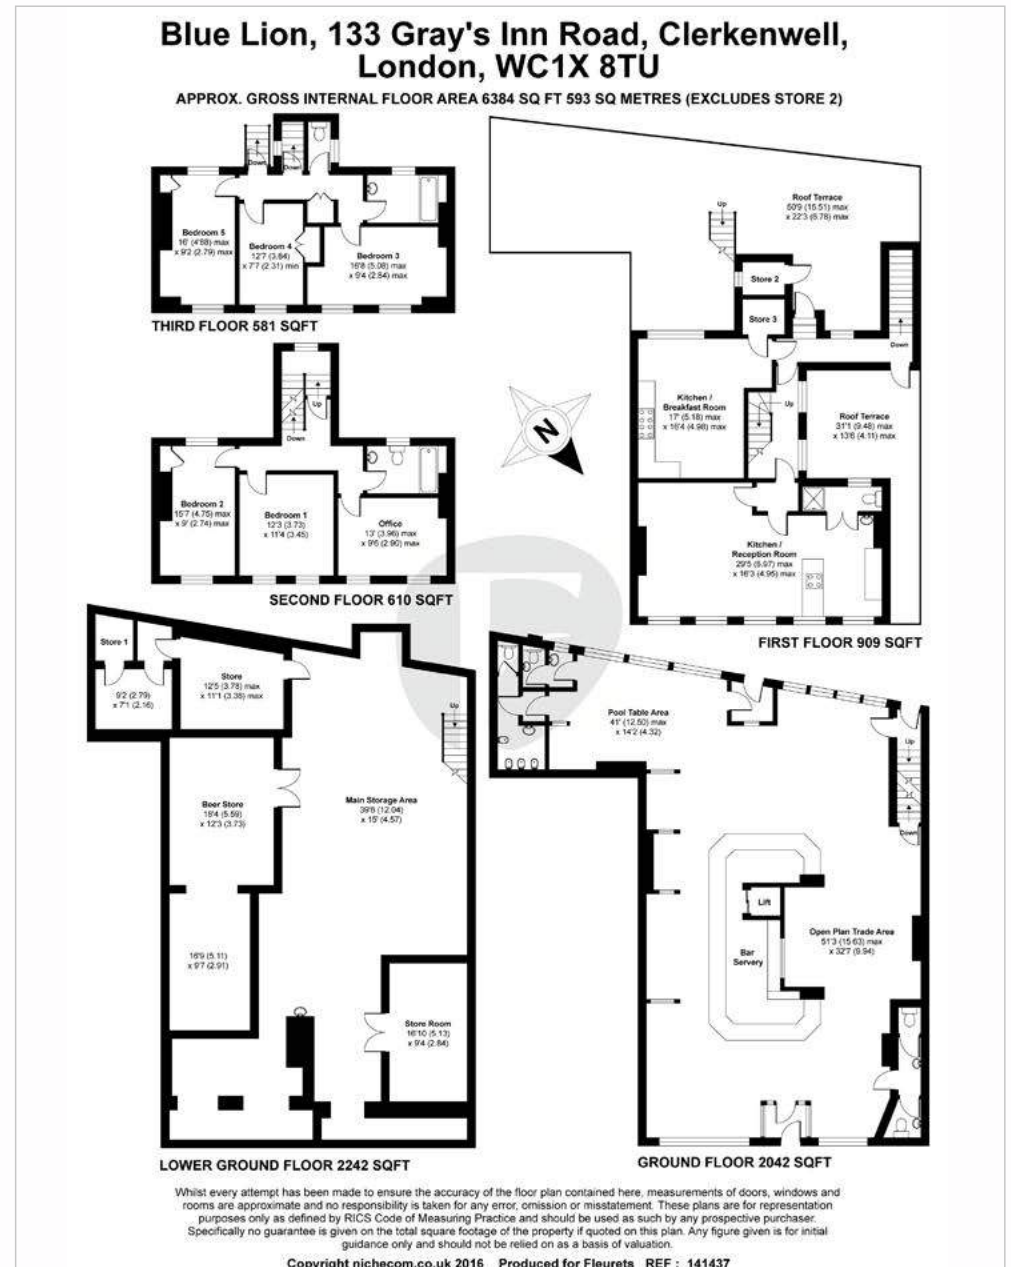 Blue Lion, 133 Gray's Inn Road, Clerkenwell,
London, WC1X 8TU
APPROX. GROSS INTERNAL FLOOR AREA 6384 SQ FT 593 SQ METRES (EXCLUDES STORE 2)
Down
Down
Bedroom 5
16' (4.88) max
x 9'2 (2.79) max
Bedroom 4
12'7 (3.84)
x 7'7 (2.31) min
Bedroom 3
16'8 (5.08) max
x 9'4 (2.84) max
THIRD FLOOR 581 SQFT
Up
Down
Bedroom 2
15'7 (4.75) max
x 9' (2.74) max
Bedroom 1
12'3 (3.73)
x 11'4 (3.45)
Office
13' (3.96) max
x 9'6 (2.90) max
SECOND FLOOR 610 SQFT
Roof Terrace
50'9 (15.51) max
x 22'3 (6.78) max
Up
Store 2
Store 3
Down
Kitchen /
Breakfast Room
17' (5.18) max
x 16'4 (4.98) max
Up
Roof Terrace
31'1 (9.48) max
x 13'6 (4.11) max
Kitchen /
Reception Room
29'5 (8.97) max
x 16'3 (4.95) max
FIRST FLOOR 909 SQFT
N
Store 1
9'2 (2.79)
x 7'1 (2.16)
Store
12'5 (3.78) max
x 11'1 (3.38) max
Up
Beer Store
18'4 (5.59)
x 12'3 (3.73)
Main Storage Area
39'6 (12.04)
x 15' (4.57)
16'9 (5.11)
x 9'7 (2.91)
Store Room
16'10 (5.13)
x 9'4 (2.84)
LOWER GROUND FLOOR 2242 SQFT
Pool Table Area
41' (12.50) max
x 14'2 (4.32)
Up
Down
Lift
Bar
Servery
Open Plan Trade Area
51'3 (15.63) max
x 32'7 (9.94)
GROUND FLOOR 2042 SQFT
Whilst every attempt has been made to ensure the accuracy of the floor plan contained here, measurements of doors, windows and
rooms are approximate and no responsibility is taken for any error, omission or misstatement. These plans are for representation
purposes only as defined by RICS Code of Measuring Practice and should be used as such by any prospective purchaser.
Specifically no guarantee is given on the total square footage of the property if quoted on this plan. Any figure given is for initial
guidance only and should not be relied on as a basis of valuation.
Copyright nichecom.co.uk 2016 Produced for Fleurets REF : 141437